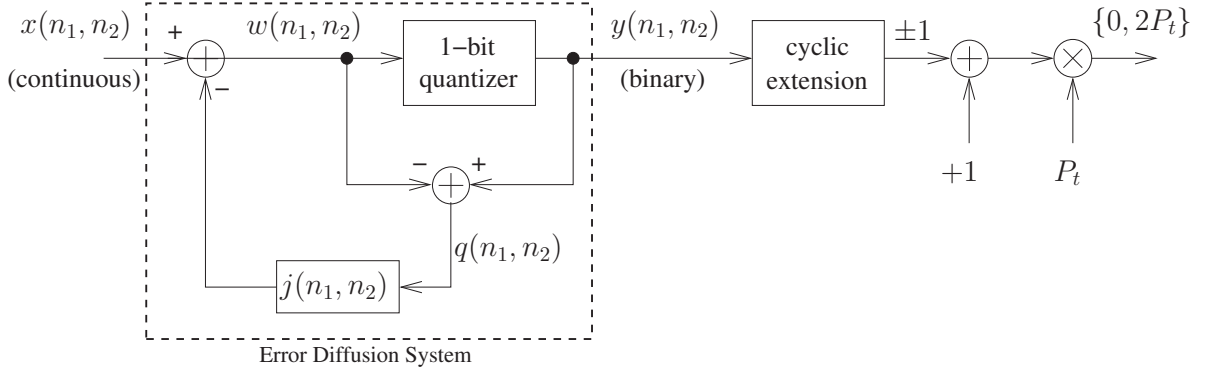 x(n₁, n₂)
(continuous)
+
−
w(n₁, n₂)
1–bit
quantizer
y(n₁, n₂)
(binary)
cyclic
extension
±1
{0, 2Pₜ}
+1
Pₜ
−
+
q(n₁, n₂)
j(n₁, n₂)
Error Diffusion System